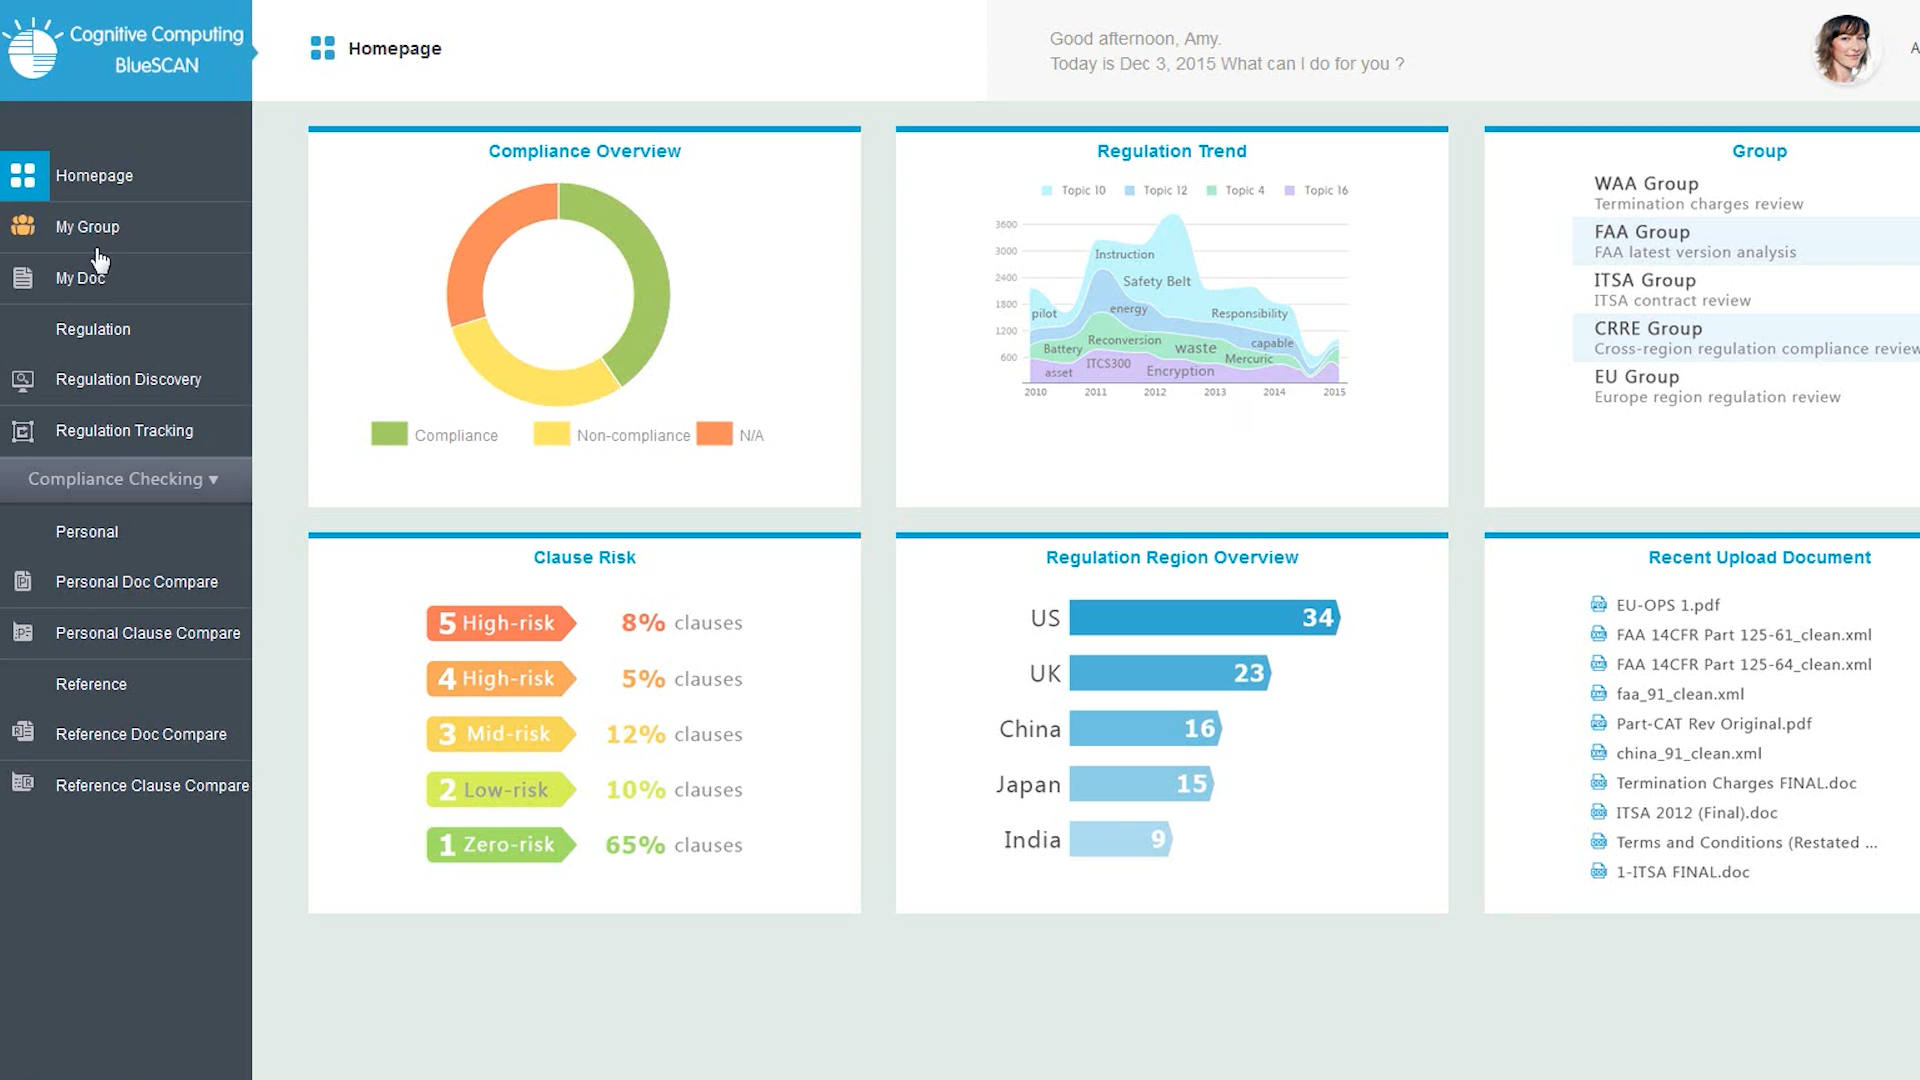 Cognitive Computing
BlueSCAN
Homepage
Good afternoon, Amy.
Today is Dec 3, 2015 What can I do for you ?
A
Homepage
My Group
My Doc
Regulation
Regulation Discovery
Regulation Tracking
Compliance Checking ▾
Personal
Personal Doc Compare
Personal Clause Compare
Reference
Reference Doc Compare
Reference Clause Compare
Compliance Overview
Compliance Non-compliance N/A
Regulation Trend
Topic 10 Topic 12 Topic 4 Topic 16
3600
3000
2400
1800
1200
600
Instruction
Safety Belt
pilot
energy
Responsibility
Battery
Reconversion
waste
capable
Mercuric
asset
ITCS300
Encryption
2010 2011 2012 2013 2014 2015
Group
WAA Group
Termination charges review
FAA Group
FAA latest version analysis
ITSA Group
ITSA contract review
CRRE Group
Cross-region regulation compliance review
EU Group
Europe region regulation review
Clause Risk
5 High-risk 8% clauses
4 High-risk 5% clauses
3 Mid-risk 12% clauses
2 Low-risk 10% clauses
1 Zero-risk 65% clauses
Regulation Region Overview
US 34
UK 23
China 16
Japan 15
India 9
Recent Upload Document
EU-OPS 1.pdf
FAA 14CFR Part 125-61_clean.xml
FAA 14CFR Part 125-64_clean.xml
faa_91_clean.xml
Part-CAT Rev Original.pdf
china_91_clean.xml
Termination Charges FINAL.doc
ITSA 2012 (Final).doc
Terms and Conditions (Restated ...
1-ITSA FINAL.doc